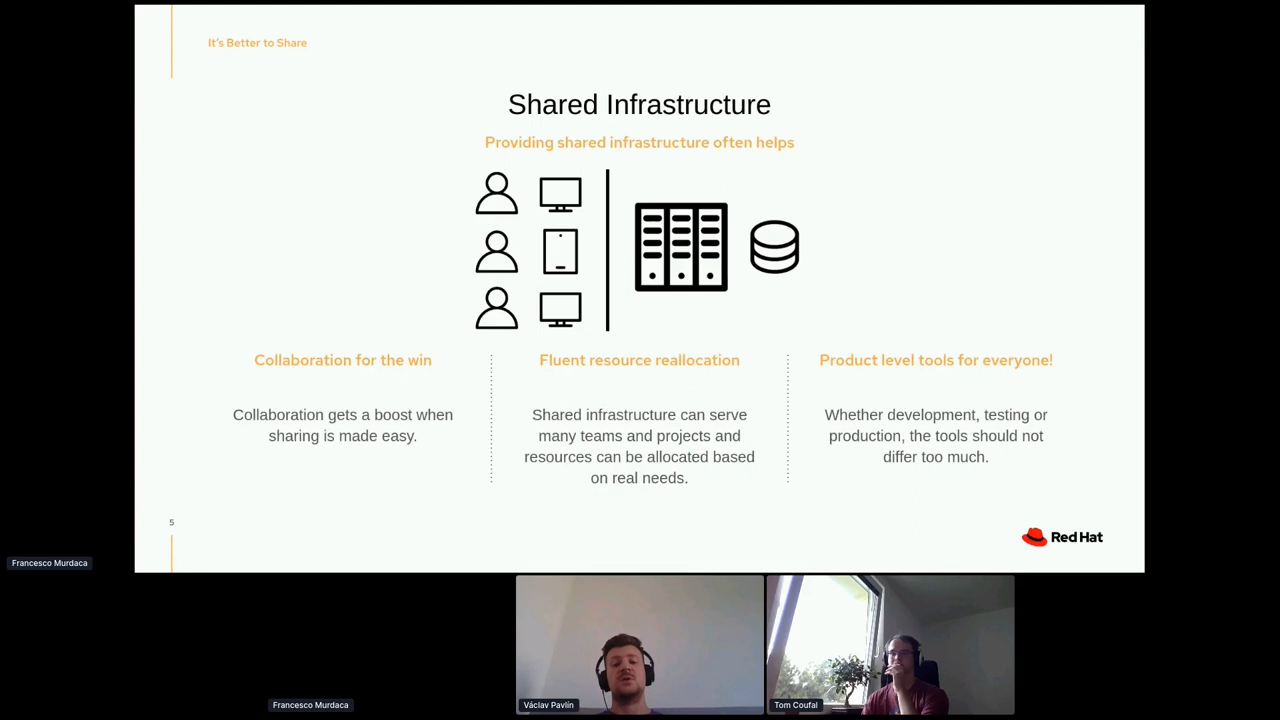 It's Better to Share
Shared Infrastructure
Providing shared infrastructure often helps
Collaboration for the win
Collaboration gets a boost when
sharing is made easy.
Fluent resource reallocation
Shared infrastructure can serve
many teams and projects and
resources can be allocated based
on real needs.
Product level tools for everyone!
Whether development, testing or
production, the tools should not
differ too much.
5
Red Hat
Francesco Murdaca
Francesco Murdaca
Václav Pavlín
Tom Coufal